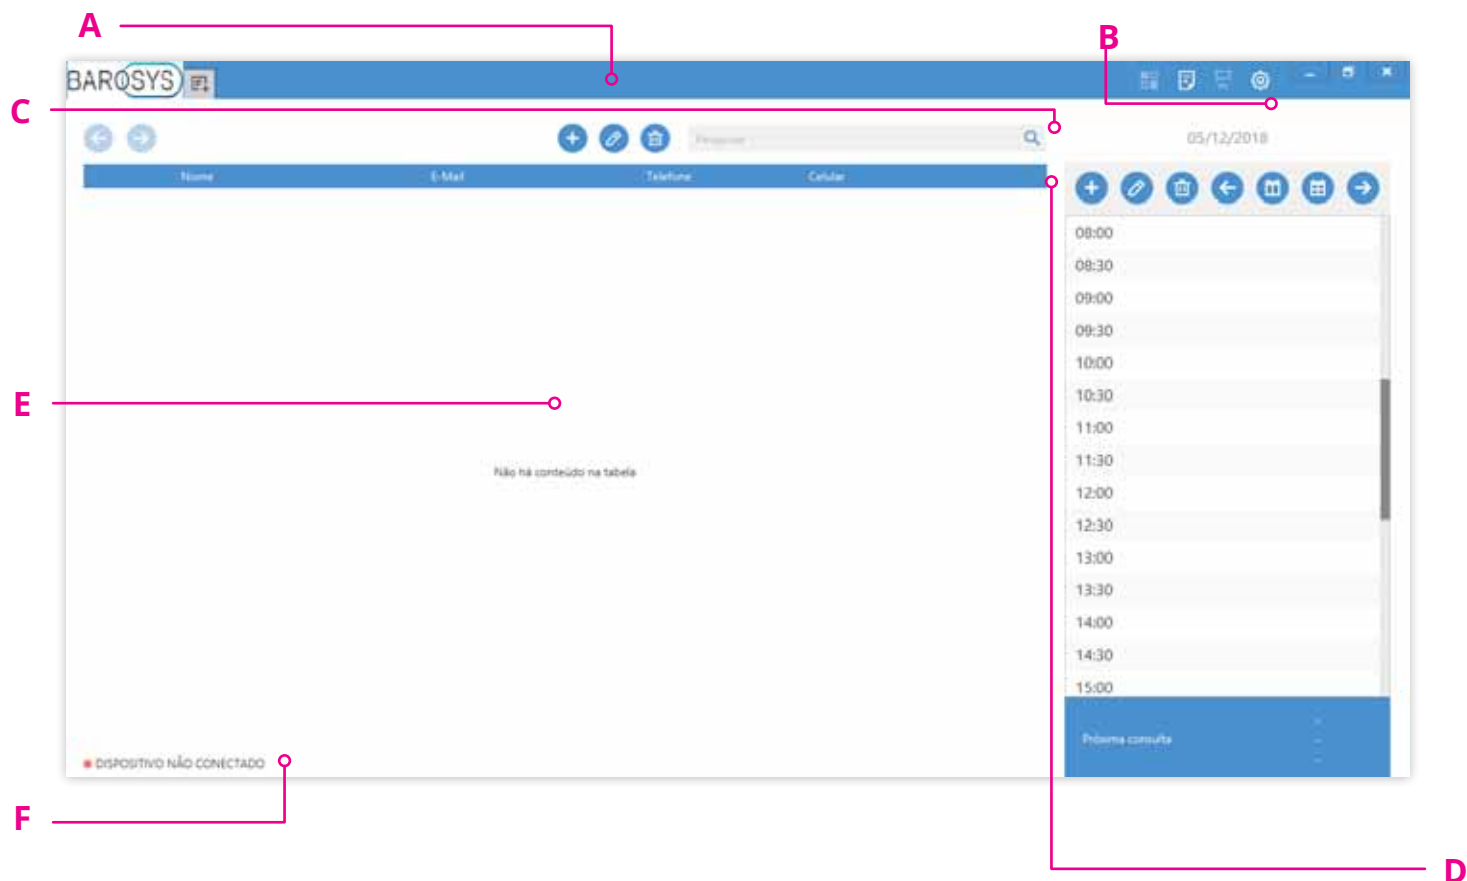 A
B
BAROSYS
C
05/12/2018
Pesquisar
Nome E-Mail Telefone Celular
08:00
08:30
09:00
09:30
10:00
10:30
11:00
E
11:30
Não há conteúdo na tabela
12:00
12:30
13:00
13:30
14:00
14:30
15:00
Próxima consulta
DISPOSITIVO NÃO CONECTADO
F
D